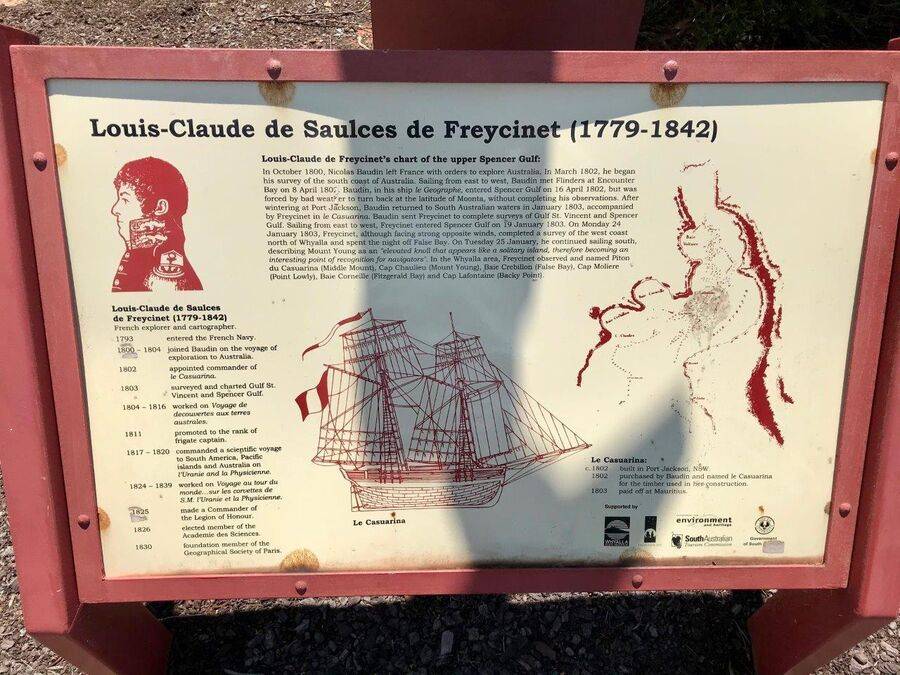 Louis-Claude de Saulces de Freycinet (1779-1842)
Louis-Claude de Freycinet's chart of the upper Spencer Gulf:
In October 1800, Nicolas Baudin left France with orders to explore Australia. In March 1802, he began
his survey of the south coast of Australia. Sailing from east to west, Baudin met Flinders at Encounter
Bay on 8 April 1802. Baudin, in his ship le Geographe, entered Spencer Gulf on 16 April 1802, but was
forced by bad weather to turn back at the latitude of Moonta, without completing his observations. After
wintering at Port Jackson, Baudin returned to South Australian waters in January 1803, accompanied
by Freycinet in le Casuarina. Baudin sent Freycinet to complete surveys of Gulf St. Vincent and Spencer
Gulf. Sailing from east to west, Freycinet entered Spencer Gulf on 19 January 1803. On Monday 24
January 1803, Freycinet, although facing strong opposite winds, completed a survey of the west coast
north of Whyalla and spent the night off False Bay. On Tuesday 25 January, he continued sailing south,
describing Mount Young as an "elevated knoll that appears like a solitary island, therefore becoming an
interesting point of recognition for navigators". In the Whyalla area, Freycinet observed and named Piton
du Casuarina (Middle Mount), Cap Chaulieu (Mount Young), Baie Crebillon (False Bay), Cap Moliere
(Point Lowly), Baie Corneille (Fitzgerald Bay) and Cap Lafontaine (Backy Point).
Louis-Claude de Saulces
de Freycinet (1779-1842)
French explorer and cartographer.
1793 entered the French Navy.
1800 – 1804 joined Baudin on the voyage of
exploration to Australia.
1802 appointed commander of
le Casuarina.
1803 surveyed and charted Gulf St.
Vincent and Spencer Gulf.
1804 – 1816 worked on Voyage de
decouvertes aux terres
australes.
1811 promoted to the rank of
frigate captain.
1817 – 1820 commanded a scientific voyage
to South America, Pacific
islands and Australia on
l'Uranie and la Physicienne.
1824 – 1839 worked on Voyage au tour du
monde...sur les corvettes de
S.M. l'Uranie et la Physicienne.
1825 made a Commander of
the Legion of Honour.
1826 elected member of the
Academie des Sciences.
1830 foundation member of the
Geographical Society of Paris.
Le Casuarina
Le Casuarina:
c.1802 built in Port Jackson, NSW.
1802 purchased by Baudin and named le Casuarina
for the timber used in her construction.
1803 paid off at Mauritius.
Supported by
WHYALLA
environment
and heritage
South Australian
Tourism Commission
Government
of South